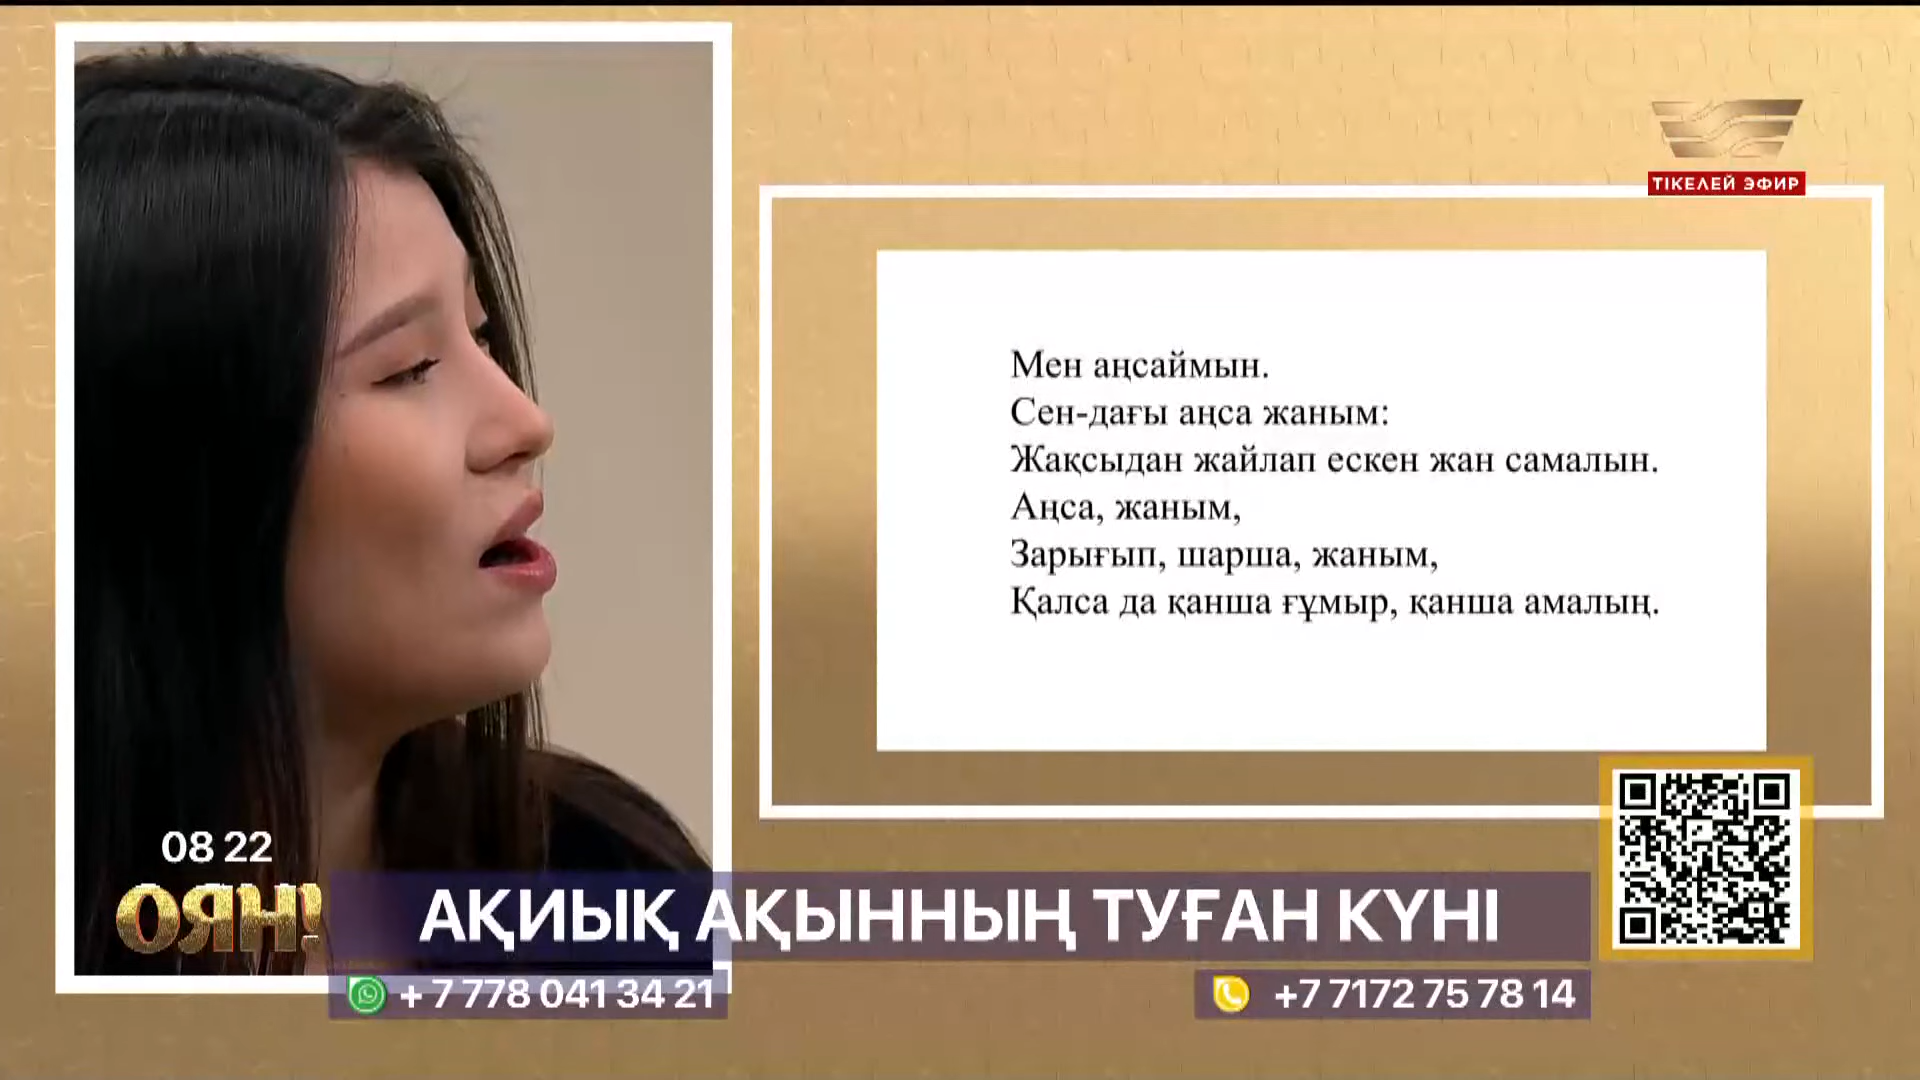 ТІКЕЛЕЙ ЭФИР
Мен аңсаймын.
Сен-дағы аңса жаным:
Жақсыдан жайлап ескен жан самалын.
Аңса, жаным,
Зарығып, шарша, жаным,
Қалса да қанша ғұмыр, қанша амалың.
08 22
ОЯН!
АҚИЫҚ АҚЫННЫҢ ТУҒАН КҮНІ
+ 7 778 041 34 21
+7 7172 75 78 14